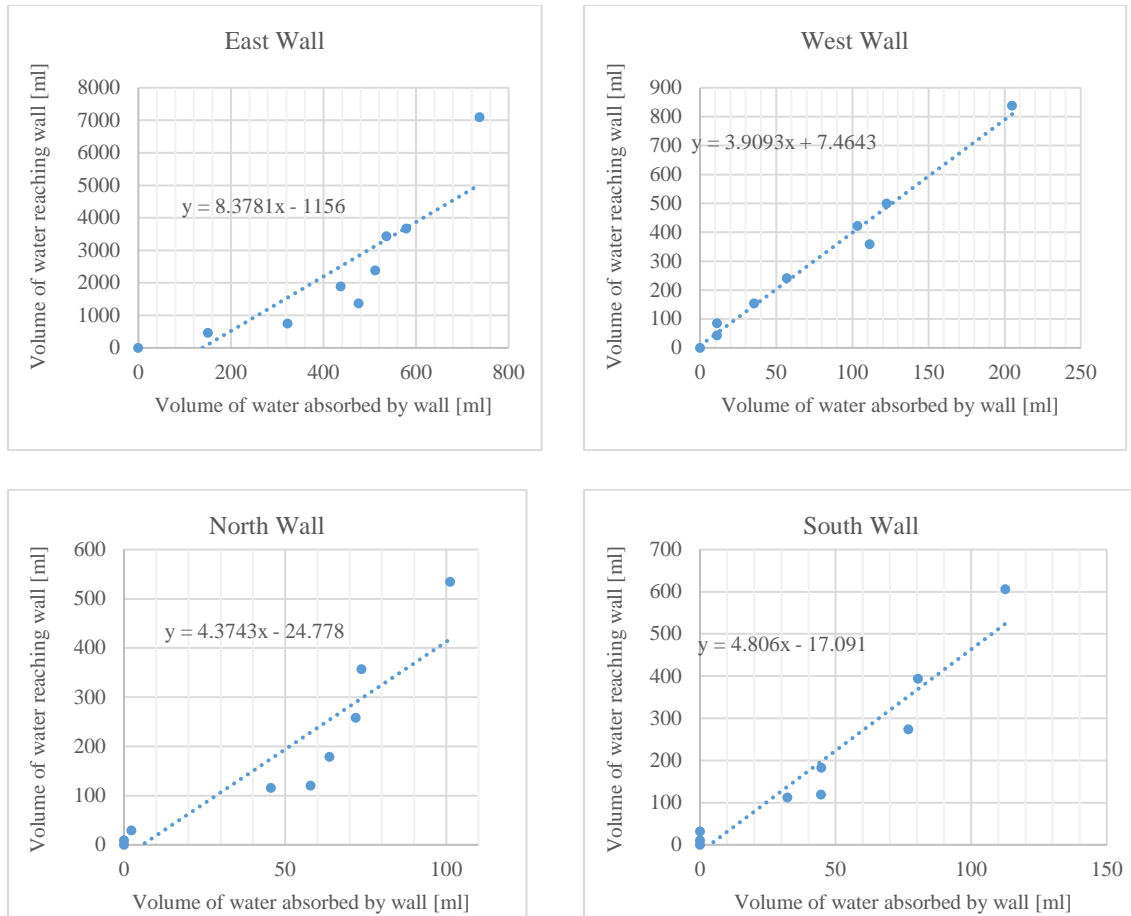 East Wall
Volume of water reaching wall [ml]
8000
7000
6000
5000
4000
3000
2000
1000
0
y = 8.3781x - 1156
0 200 400 600 800
Volume of water absorbed by wall [ml]
West Wall
Volume of water reaching wall [ml]
900
800
700
600
500
400
300
200
100
0
y = 3.9093x + 7.4643
0 50 100 150 200 250
Volume of water absorbed by wall [ml]
North Wall
Volume of water reaching wall [ml]
600
500
400
300
200
100
0
y = 4.3743x - 24.778
0 50 100
Volume of water absorbed by wall [ml]
South Wall
Volume of water reaching wall [ml]
700
600
500
400
300
200
100
0
y = 4.806x - 17.091
0 50 100 150
Volume of water absorbed by wall [ml]